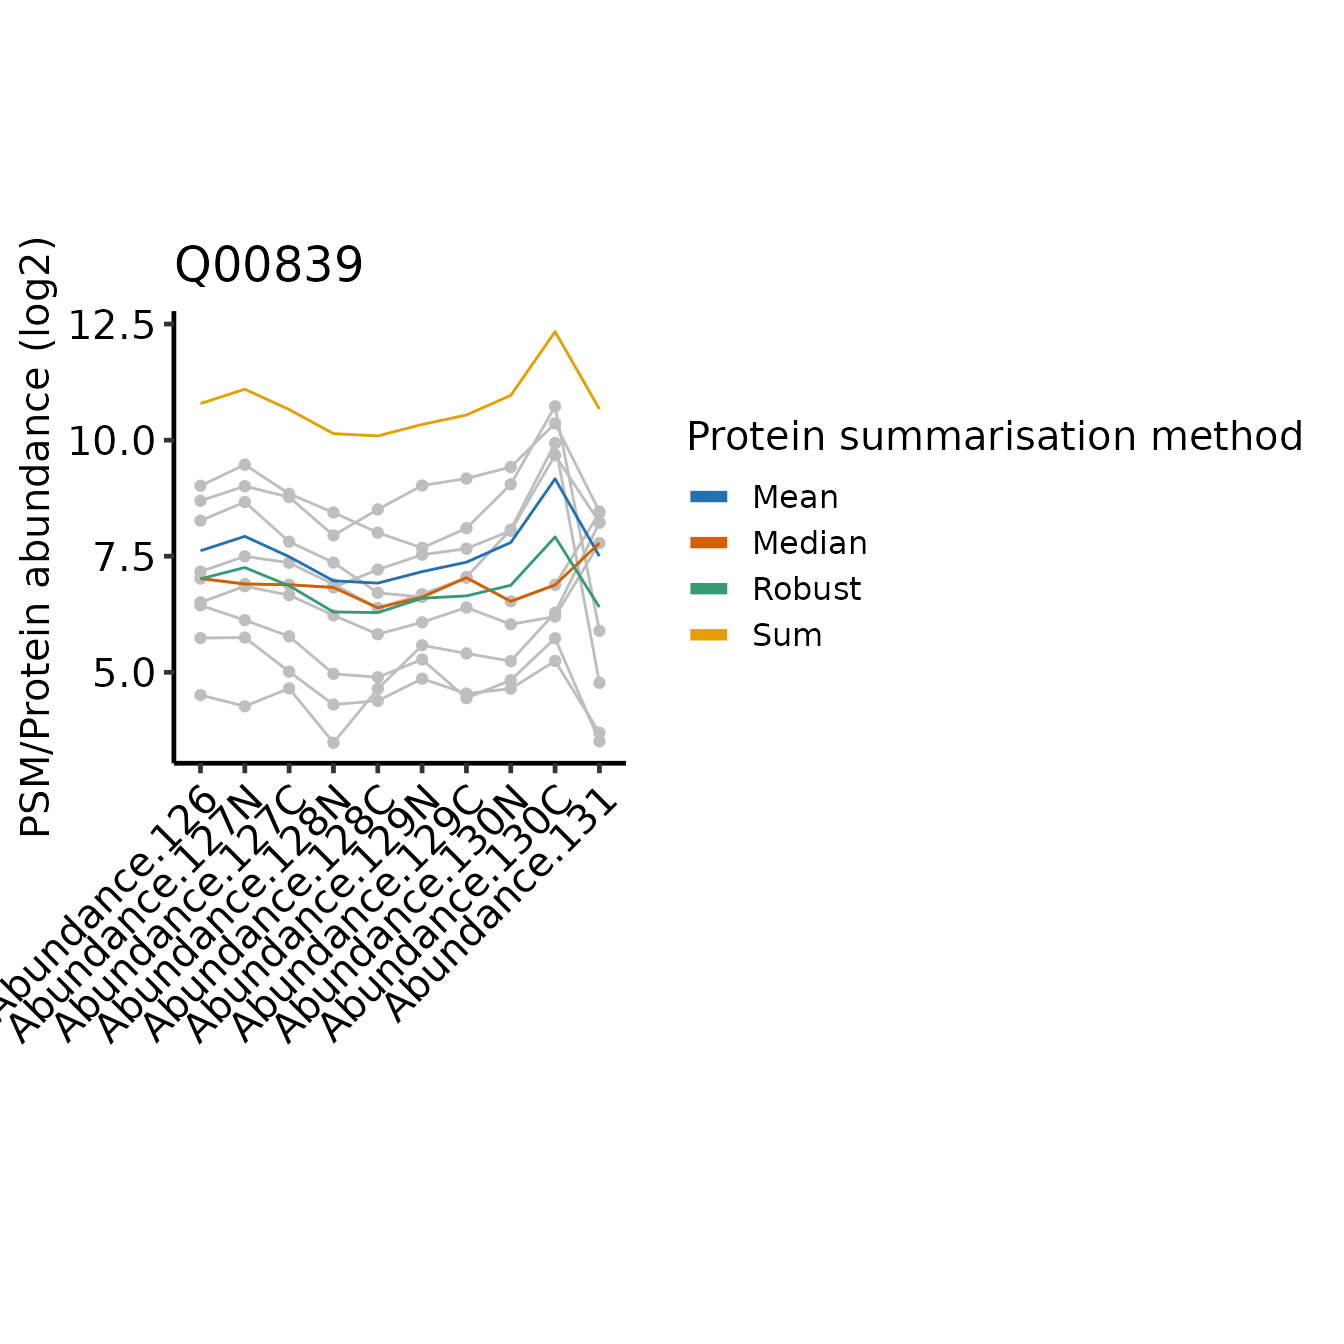 Q00839
PSM/Protein abundance (log2)
12.5
10.0
7.5
5.0
Abundance.126
Abundance.127N
Abundance.127C
Abundance.128N
Abundance.128C
Abundance.129N
Abundance.129C
Abundance.130N
Abundance.130C
Abundance.131
Protein summarisation method
Mean
Median
Robust
Sum